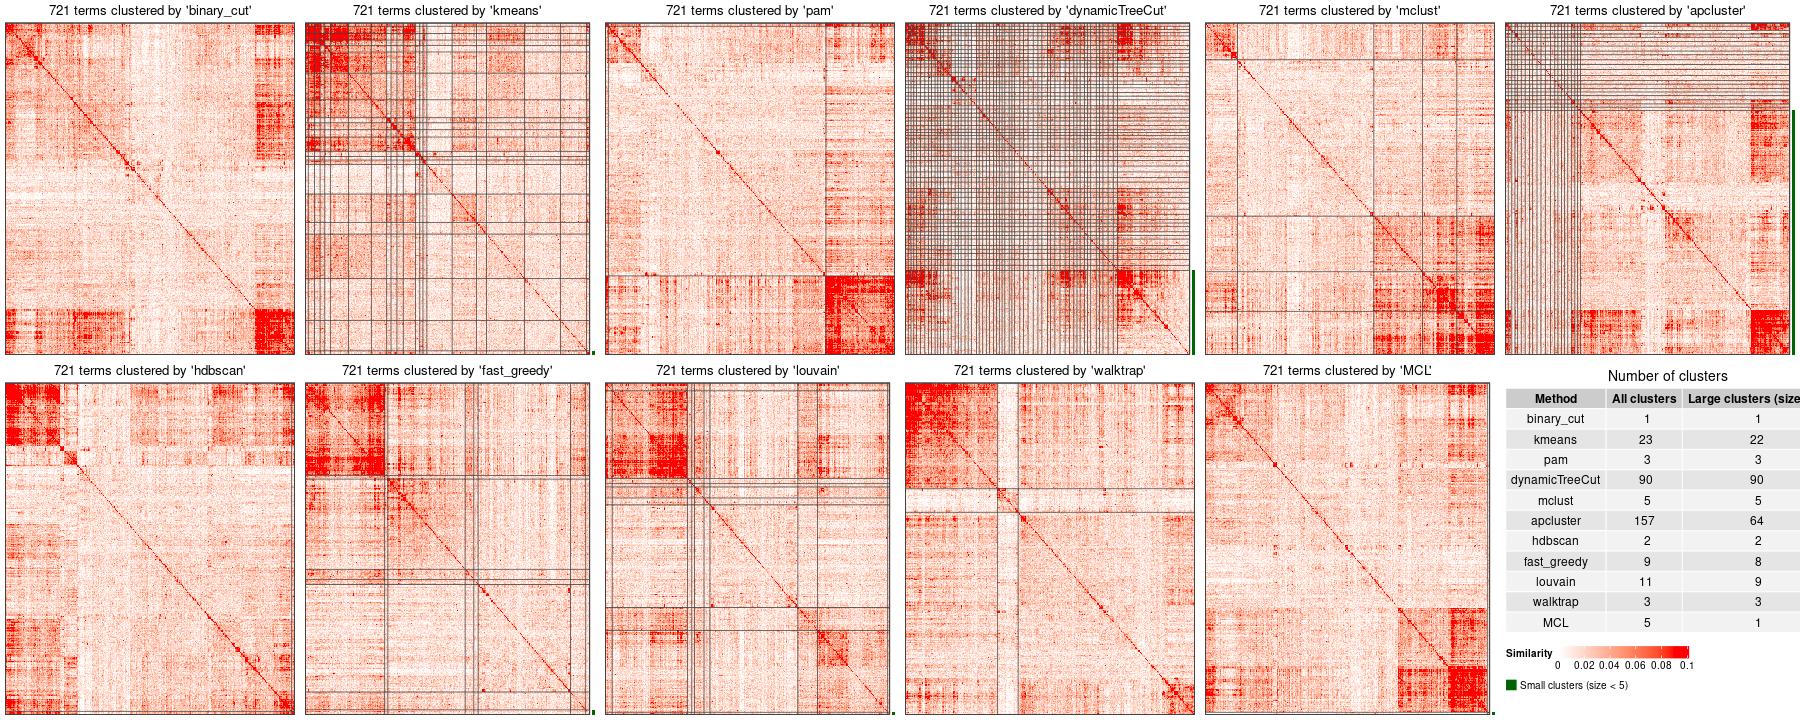 721 terms clustered by 'binary_cut'
721 terms clustered by 'kmeans'
721 terms clustered by 'pam'
721 terms clustered by 'dynamicTreeCut'
721 terms clustered by 'mclust'
721 terms clustered by 'apcluster'
721 terms clustered by 'hdbscan'
721 terms clustered by 'fast_greedy'
721 terms clustered by 'louvain'
721 terms clustered by 'walktrap'
721 terms clustered by 'MCL'
Number of clusters
Method All clusters Large clusters (size
binary_cut 1 1
kmeans 23 22
pam 3 3
dynamicTreeCut 90 90
mclust 5 5
apcluster 157 64
hdbscan 2 2
fast_greedy 9 8
louvain 11 9
walktrap 3 3
MCL 5 1
Similarity
0 0.02 0.04 0.06 0.08 0.1
Small clusters (size < 5)